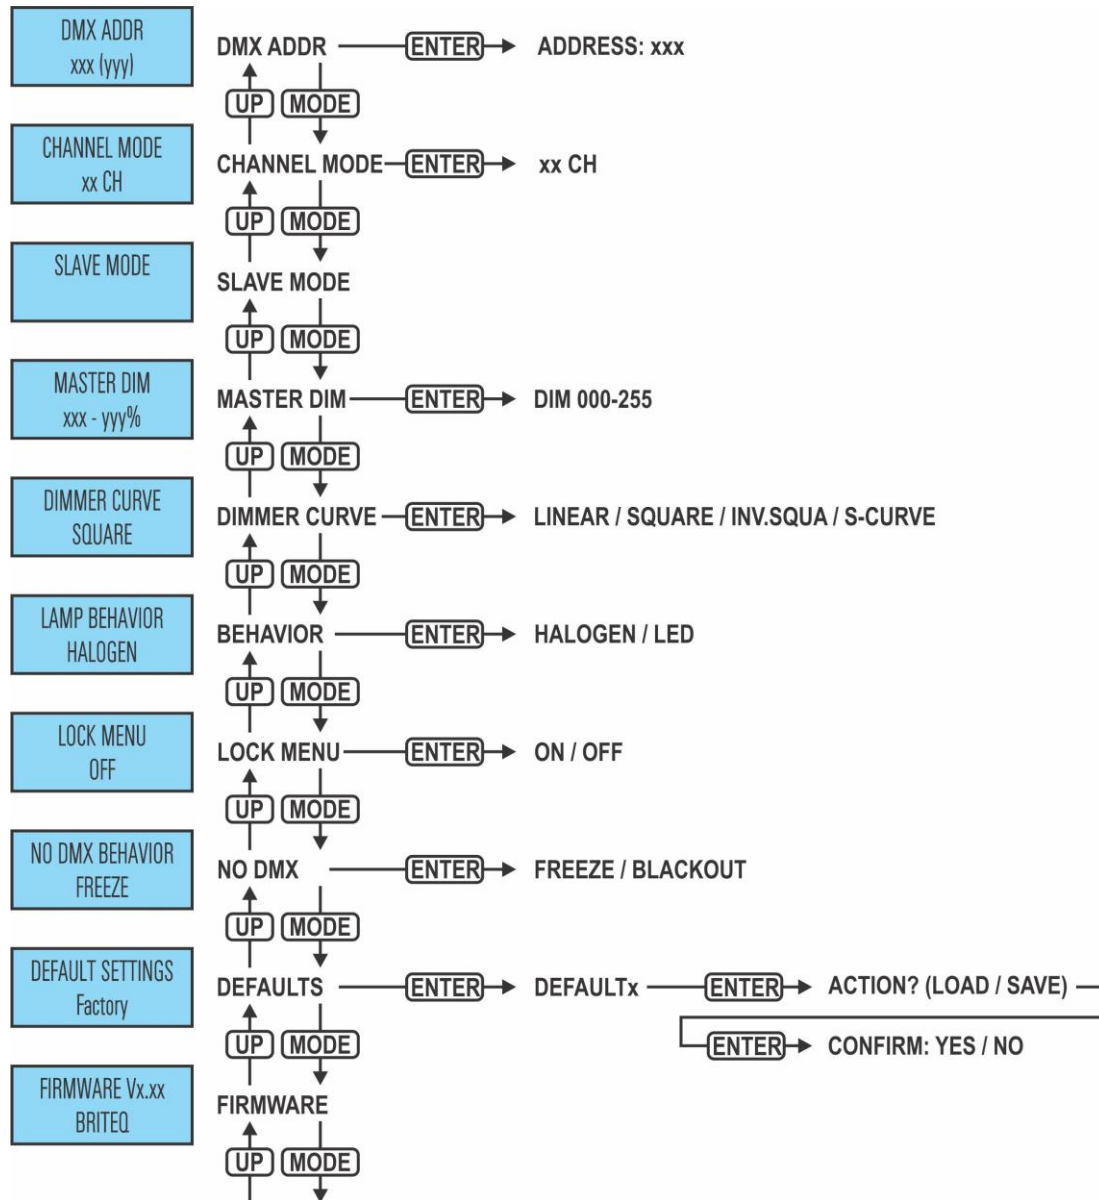 DMX ADDR
xxx (yyy)
DMX ADDR ENTER ADDRESS: xxx
UP MODE
CHANNEL MODE
xx CH
CHANNEL MODE ENTER xx CH
UP MODE
SLAVE MODE
SLAVE MODE
UP MODE
MASTER DIM
xxx - yyy%
MASTER DIM ENTER DIM 000-255
UP MODE
DIMMER CURVE
SQUARE
DIMMER CURVE ENTER LINEAR / SQUARE / INV.SQUA / S-CURVE
UP MODE
LAMP BEHAVIOR
HALOGEN
BEHAVIOR ENTER HALOGEN / LED
UP MODE
LOCK MENU
OFF
LOCK MENU ENTER ON / OFF
UP MODE
NO DMX BEHAVIOR
FREEZE
NO DMX ENTER FREEZE / BLACKOUT
UP MODE
DEFAULT SETTINGS
Factory
DEFAULTS ENTER DEFAULTx ENTER ACTION? (LOAD / SAVE)
UP MODE ENTER CONFIRM: YES / NO
FIRMWARE Vx.xx
BRITEQ
FIRMWARE
UP MODE